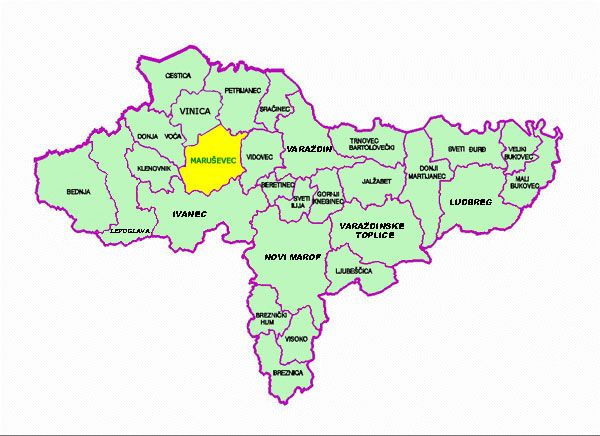 CESTICA
PETRIJANEC
VINICA
SRAČINEC
DONJA VOĆA
MARUŠEVEC
VIDOVEC
VARAŽDIN
TRNOVEC
BARTOLOVEČKI
SVETI ĐURĐ
VELIKI
BUKOVEC
KLENOVNIK
BEDNJA
BERETINEC
SVETI
ILIJA
GORNJI
KNEGINEC
JALŽABET
DONJI
MARTIJANEC
MALI
BUKOVEC
LUDBREG
IVANEC
LEPOGLAVA
VARAŽDINSKE
TOPLICE
NOVI MAROF
LJUBEŠČICA
BREZNIČKI
HUM
VISOKO
BREZNICA